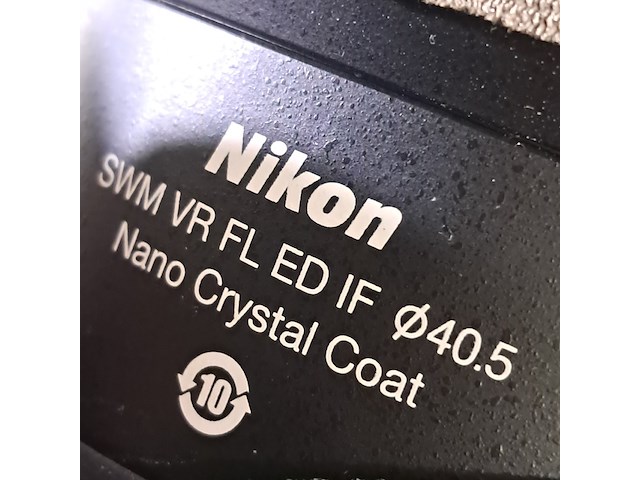 Nikon
SWM VR FL ED IF Ø40.5
Nano Crystal Coat
10